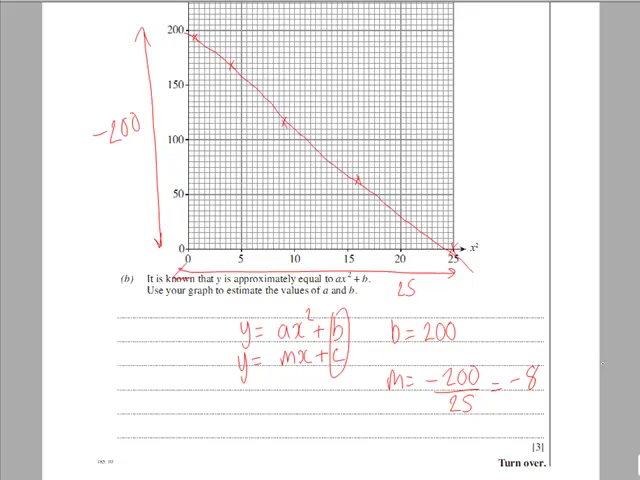 200
150
100
50
0
0 5 10 15 20 25 x²
-200
25
(b) It is known that y is approximately equal to ax² + b.
Use your graph to estimate the values of a and b.
y = ax² + b
b = 200
y = mx + c
m = -200/25 = -8
[3]
Turn over.